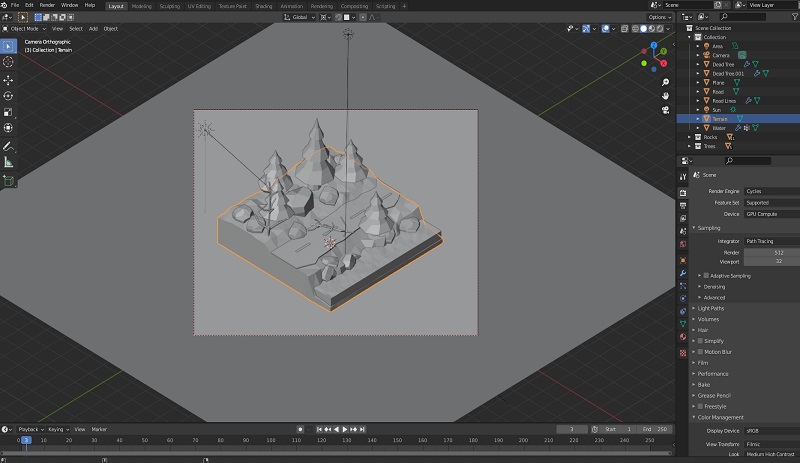 File Edit Render Window Help Layout Modeling Sculpting UV Editing Texture Paint Shading Animation Rendering Compositing Scripting +
Scene View Layer
Global Options
Object Mode View Select Add Object
Camera Orthographic
(3) Collection | Terrain
Scene Collection
Collection
Area
Camera
Dead Tree
Dead Tree.001
Plane
Road
Road Lines
Sun
Terrain
Water
Rocks
Trees
Scene
Render Engine Cycles
Feature Set Supported
Device GPU Compute
Sampling
Integrator Path Tracing
Render 512
Viewport 32
Adaptive Sampling
Denoising
Advanced
Light Paths
Volumes
Hair
Simplify
Motion Blur
Film
Performance
Bake
Grease Pencil
Freestyle
Color Management
Display Device sRGB
View Transform Filmic
Look Medium High Contrast
Playback Keying View Marker 3 Start 1 End 250
0 3 10 20 30 40 50 60 70 80 90 100 110 120 130 140 150 160 170 180 190 200 210 220 230 240 250